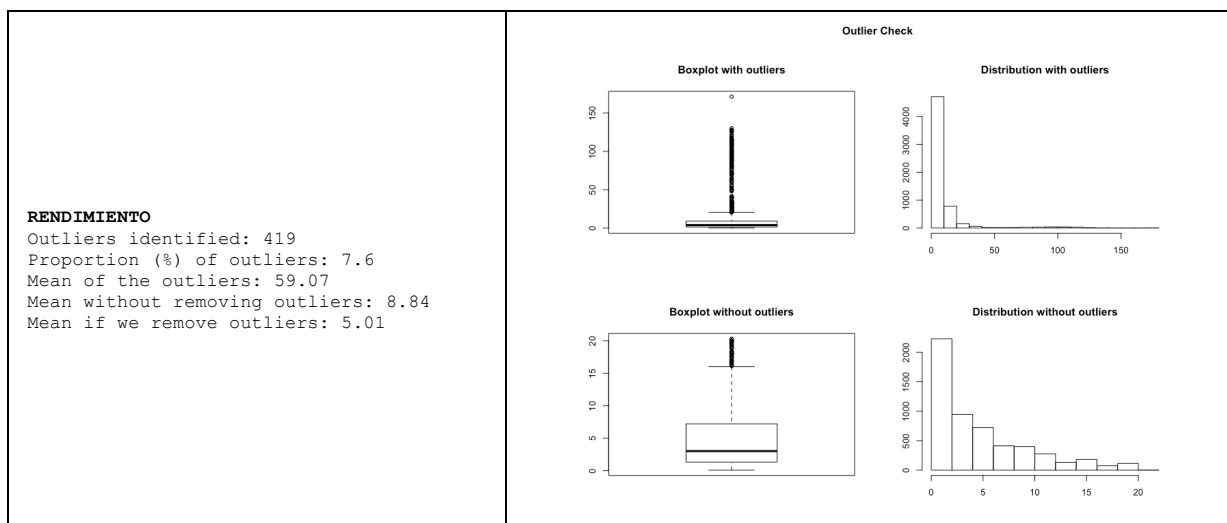 RENDIMIENTO
Outliers identified: 419
Proportion (%) of outliers: 7.6
Mean of the outliers: 59.07
Mean without removing outliers: 8.84
Mean if we remove outliers: 5.01
Outlier Check
Boxplot with outliers
150
100
50
0
Distribution with outliers
4000
3000
2000
1000
0
0 50 100 150
Boxplot without outliers
20
15
10
5
0
Distribution without outliers
2000
1500
1000
500
0
0 5 10 15 20